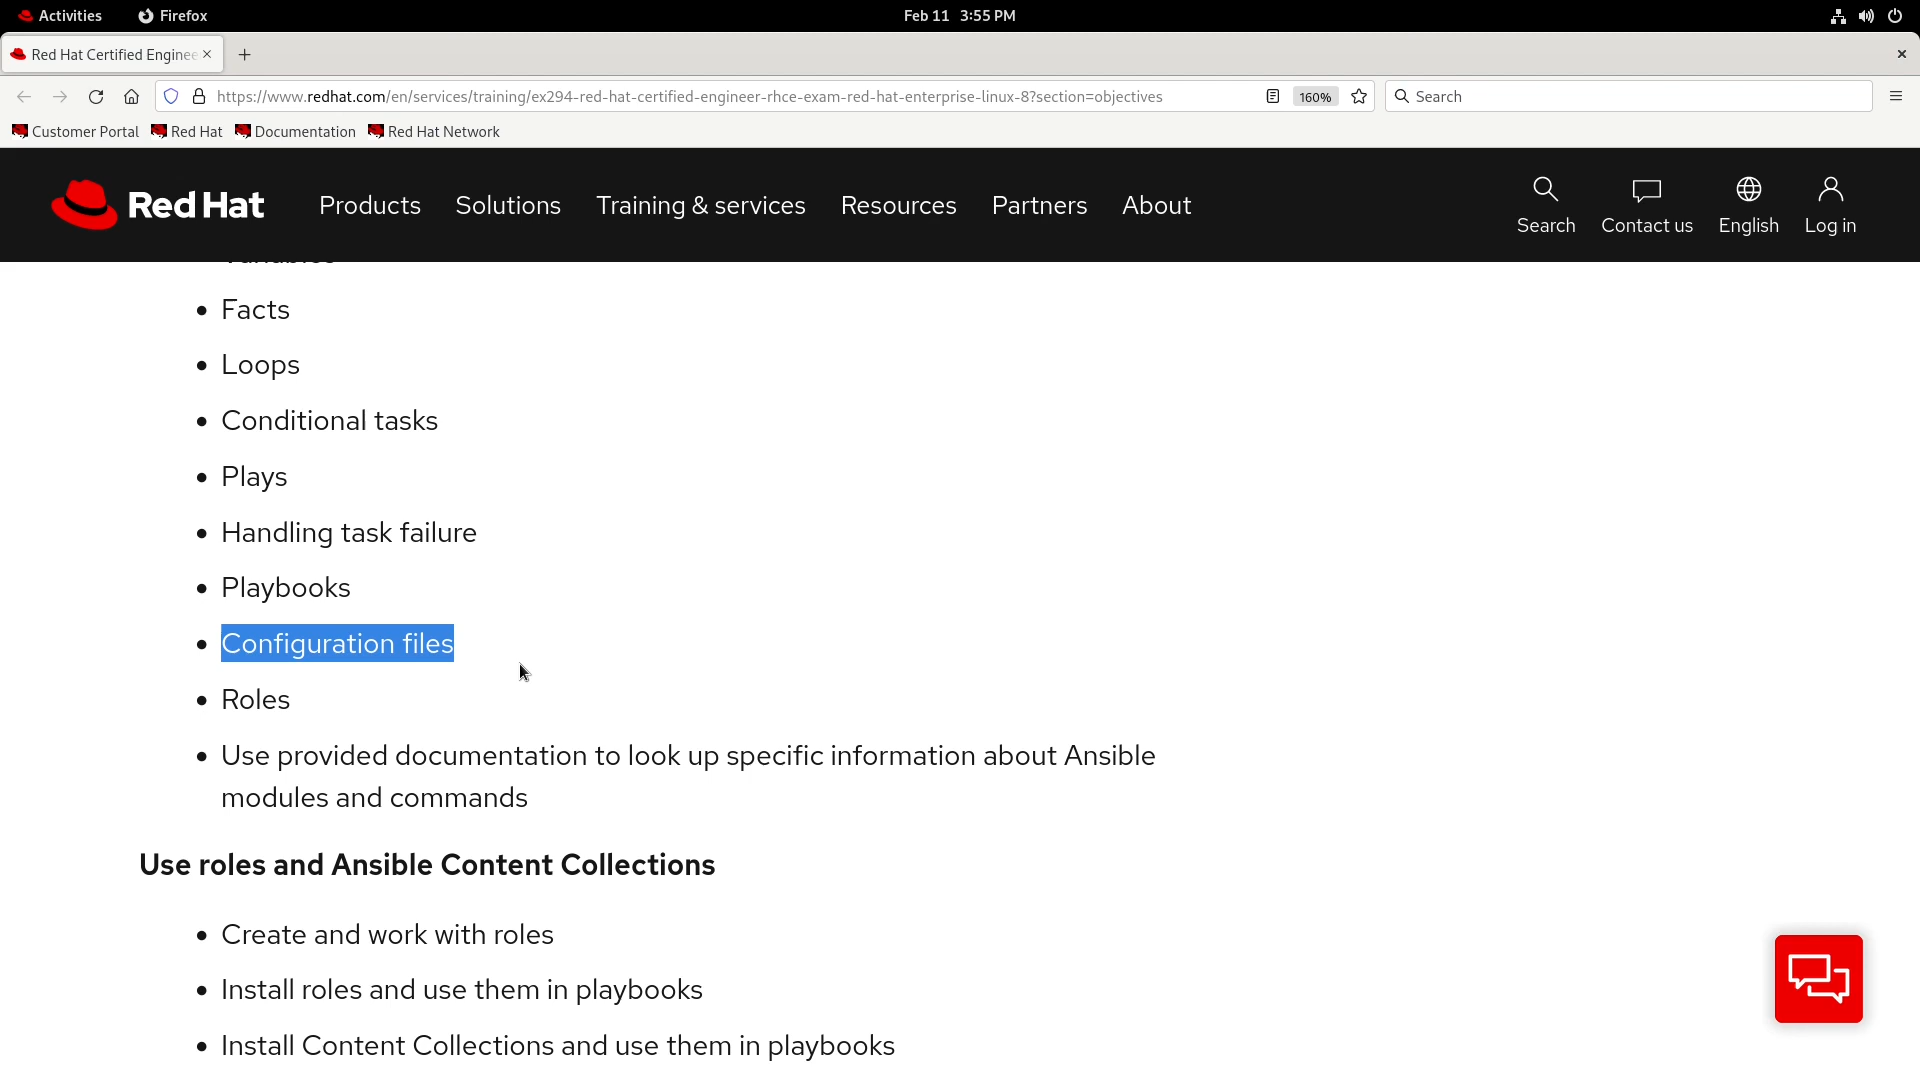 Activities Firefox Feb 11 3:55 PM
Red Hat Certified Enginee
https://www.redhat.com/en/services/training/ex294-red-hat-certified-engineer-rhce-exam-red-hat-enterprise-linux-8?section=objectives 160% Search
Customer Portal Red Hat Documentation Red Hat Network
Red Hat Products Solutions Training & services Resources Partners About Search Contact us English Log in
• Facts
• Loops
• Conditional tasks
• Plays
• Handling task failure
• Playbooks
• Configuration files
• Roles
• Use provided documentation to look up specific information about Ansible
modules and commands
Use roles and Ansible Content Collections
• Create and work with roles
• Install roles and use them in playbooks
• Install Content Collections and use them in playbooks